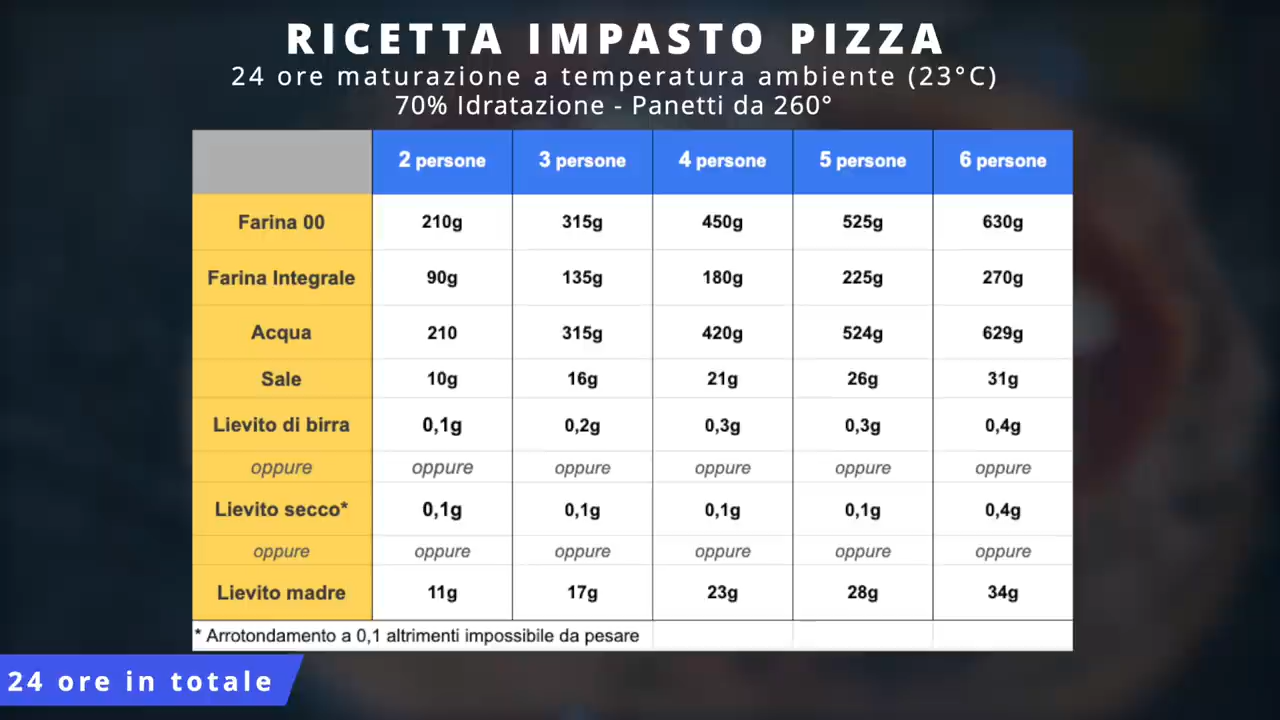 RICETTA IMPASTO PIZZA
24 ore maturazione a temperatura ambiente (23°C)
70% Idratazione - Panetti da 260°
2 persone 3 persone 4 persone 5 persone 6 persone
Farina 00 210g 315g 450g 525g 630g
Farina Integrale 90g 135g 180g 225g 270g
Acqua 210 315g 420g 524g 629g
Sale 10g 16g 21g 26g 31g
Lievito di birra 0,1g 0,2g 0,3g 0,3g 0,4g
oppure oppure oppure oppure oppure oppure
Lievito secco* 0,1g 0,1g 0,1g 0,1g 0,4g
oppure oppure oppure oppure oppure oppure
Lievito madre 11g 17g 23g 28g 34g
* Arrotondamento a 0,1 altrimenti impossibile da pesare
24 ore in totale